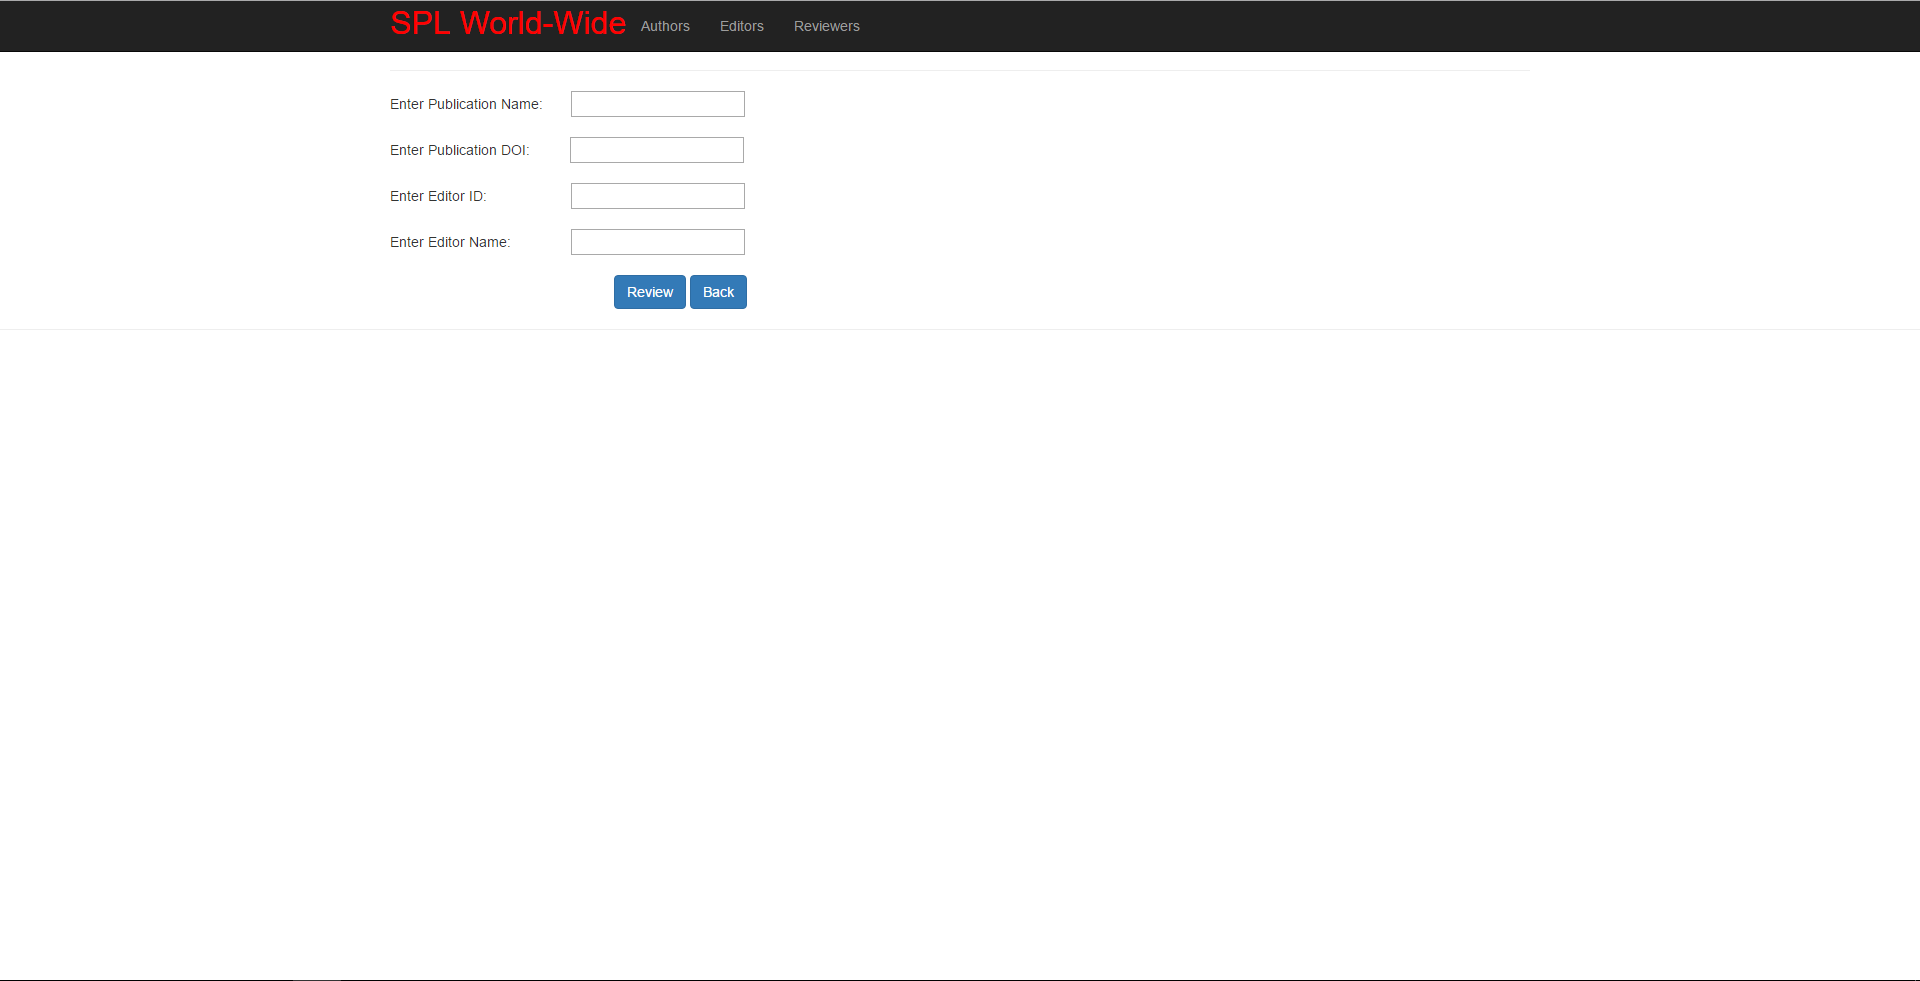 SPL World-Wide Authors Editors Reviewers
Enter Publication Name:
Enter Publication DOI:
Enter Editor ID:
Enter Editor Name:
Review Back